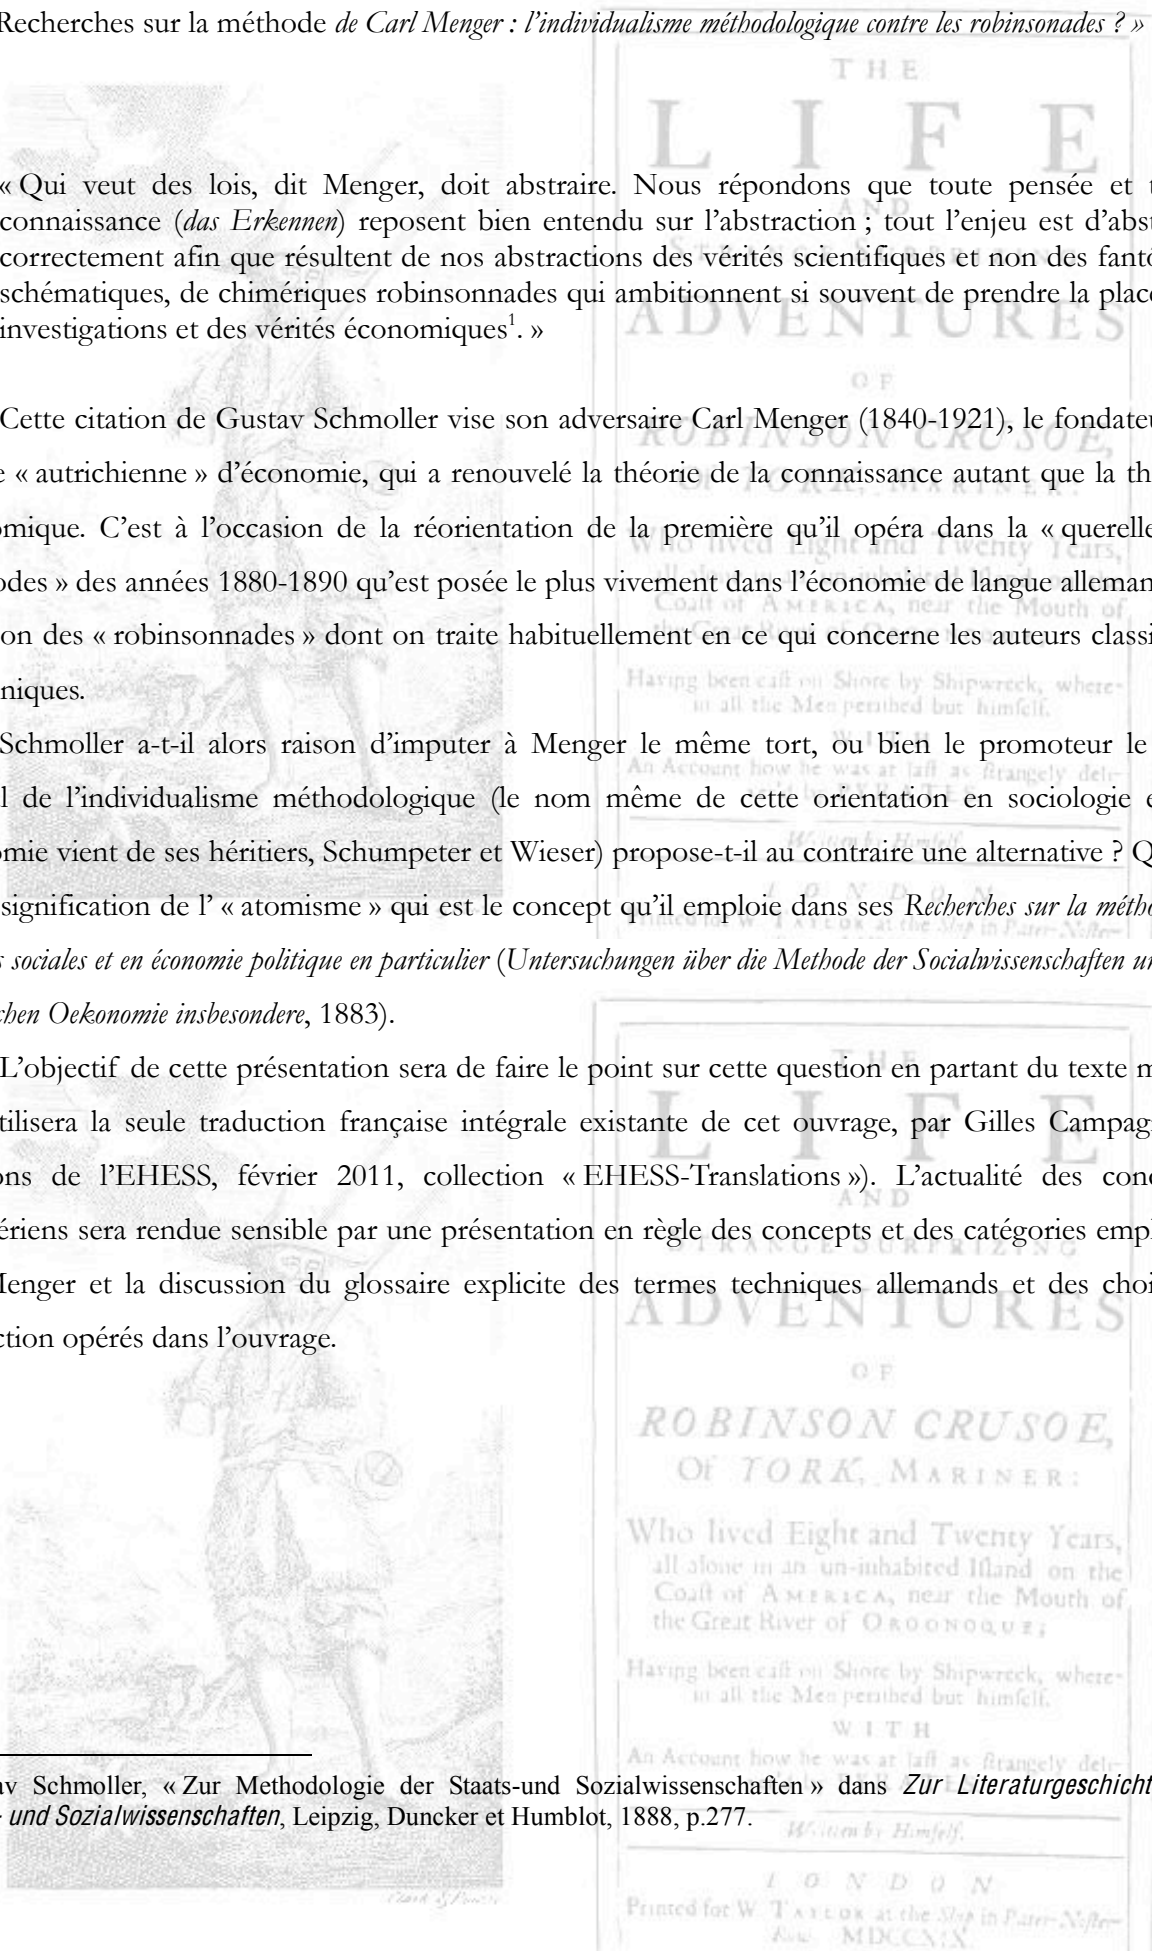 Recherches sur la méthode de Carl Menger : l'individualisme méthodologique contre les robinsonades ? »
« Qui veut des lois, dit Menger, doit abstraire. Nous répondons que toute pensée et t
connaissance (das Erkennen) reposent bien entendu sur l'abstraction ; tout l'enjeu est d'abst
correctement afin que résultent de nos abstractions des vérités scientifiques et non des fantô
schématiques, de chimériques robinsonnades qui ambitionnent si souvent de prendre la place
investigations et des vérités économiques¹. »
Cette citation de Gustav Schmoller vise son adversaire Carl Menger (1840-1921), le fondateu
e « autrichienne » d'économie, qui a renouvelé la théorie de la connaissance autant que la th
omique. C'est à l'occasion de la réorientation de la première qu'il opéra dans la « querelle
odes » des années 1880-1890 qu'est posée le plus vivement dans l'économie de langue alleman
on des « robinsonnades » dont on traite habituellement en ce qui concerne les auteurs classi
niques.
Schmoller a-t-il alors raison d'imputer à Menger le même tort, ou bien le promoteur le
l de l'individualisme méthodologique (le nom même de cette orientation en sociologie e
omie vient de ses héritiers, Schumpeter et Wieser) propose-t-il au contraire une alternative ? Q
signification de l' « atomisme » qui est le concept qu'il emploie dans ses Recherches sur la métho
s sociales et en économie politique en particulier (Untersuchungen über die Methode der Socialwissenschaften un
chen Oekonomie insbesondere, 1883).
L'objectif de cette présentation sera de faire le point sur cette question en partant du texte m
tilisera la seule traduction française intégrale existante de cet ouvrage, par Gilles Campag
ons de l'EHESS, février 2011, collection « EHESS-Translations »). L'actualité des conc
ériens sera rendue sensible par une présentation en règle des concepts et des catégories empl
Menger et la discussion du glossaire explicite des termes techniques allemands et des choi
ction opérés dans l'ouvrage.
av Schmoller, « Zur Methodologie der Staats-und Sozialwissenschaften » dans Zur Literaturgeschicht
- und Sozialwissenschaften, Leipzig, Duncker et Humblot, 1888, p.277.
THE
LIFE
AND
STRANGE SURPRIZING
ADVENTURES
OF
ROBINSON CRUSOE,
Of YORK, MARINER:
Who lived Eight and Twenty Years,
all alone in an un-inhabited Island on the
Coast of AMERICA, near the Mouth of
the Great River of OROONOQUE;
Having been cast on Shore by Shipwreck, where-
in all the Men perished but himself.
WITH
An Account how he was at last as strangely deli-
ver'd by PYRATES.
Written by Himself.
LONDON
Printed for W. TAYLOR at the Ship in Pater-Noster-
Row. MDCCXIX.